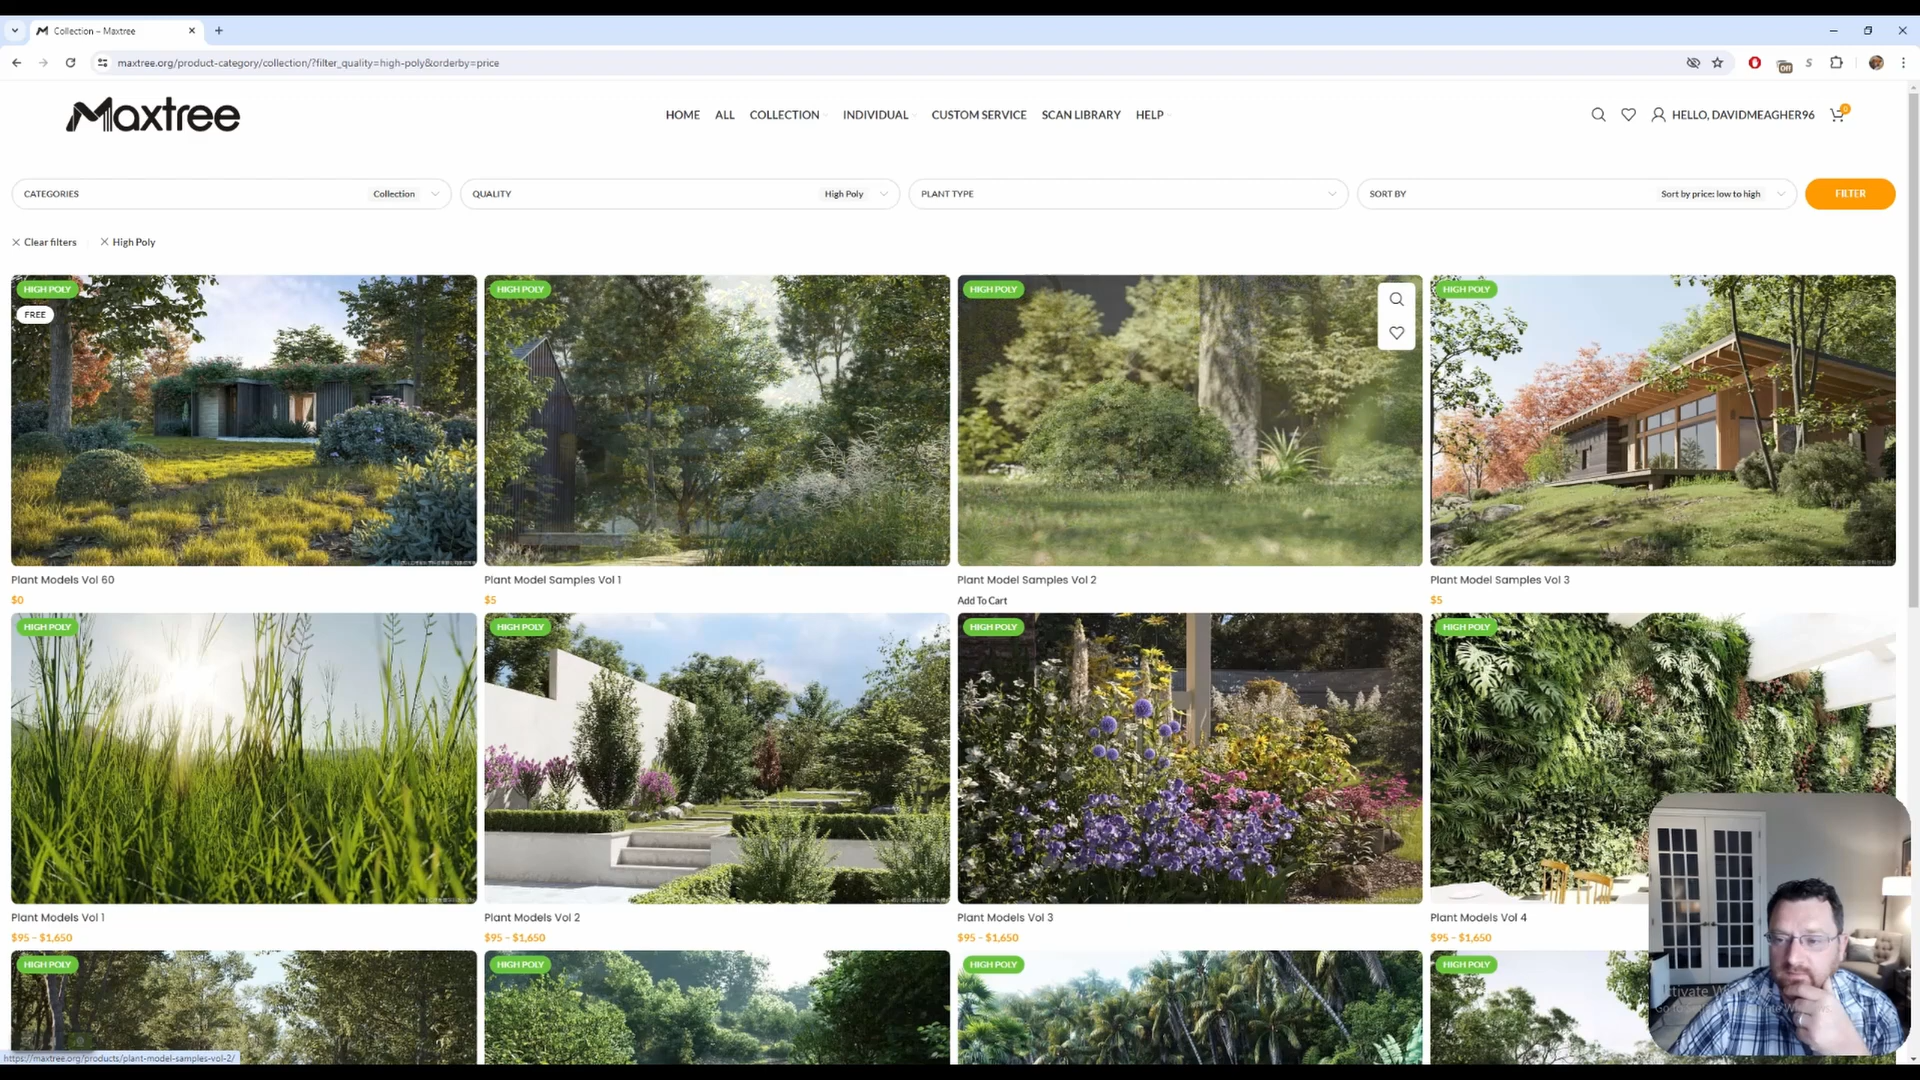 Collection – Maxtree
maxtree.org/product-category/collection/?filter_quality=high-poly&orderby=price
Off
Maxtree
HOME ALL COLLECTION INDIVIDUAL CUSTOM SERVICE SCAN LIBRARY HELP
HELLO, DAVIDMEAGHER96 0
CATEGORIES Collection QUALITY High Poly PLANT TYPE SORT BY Sort by price: low to high FILTER
Clear filters High Poly
HIGH POLY HIGH POLY HIGH POLY HIGH POLY
FREE
Plant Models Vol 60 Plant Model Samples Vol 1 Plant Model Samples Vol 2 Plant Model Samples Vol 3
$0 $5 Add To Cart $5
HIGH POLY HIGH POLY HIGH POLY HIGH POLY
Plant Models Vol 1 Plant Models Vol 2 Plant Models Vol 3 Plant Models Vol 4
$95 – $1,650 $95 – $1,650 $95 – $1,650 $95 – $1,650
HIGH POLY HIGH POLY HIGH POLY HIGH POLY
https://maxtree.org/products/plant-model-samples-vol-2/